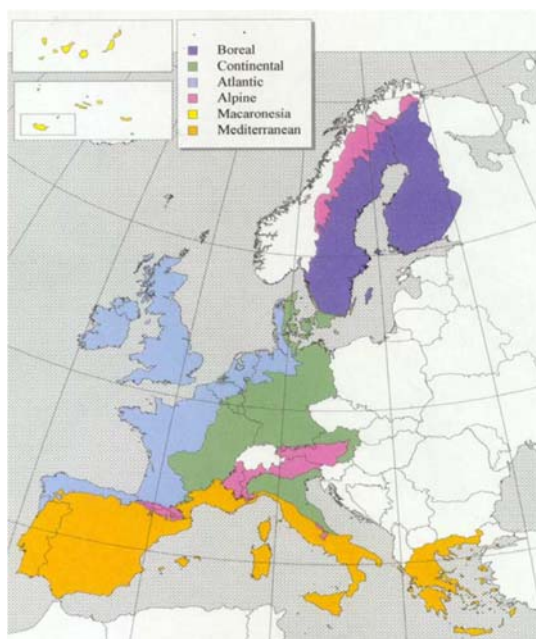 Boreal
Continental
Atlantic
Alpine
Macaronesia
Mediterranean